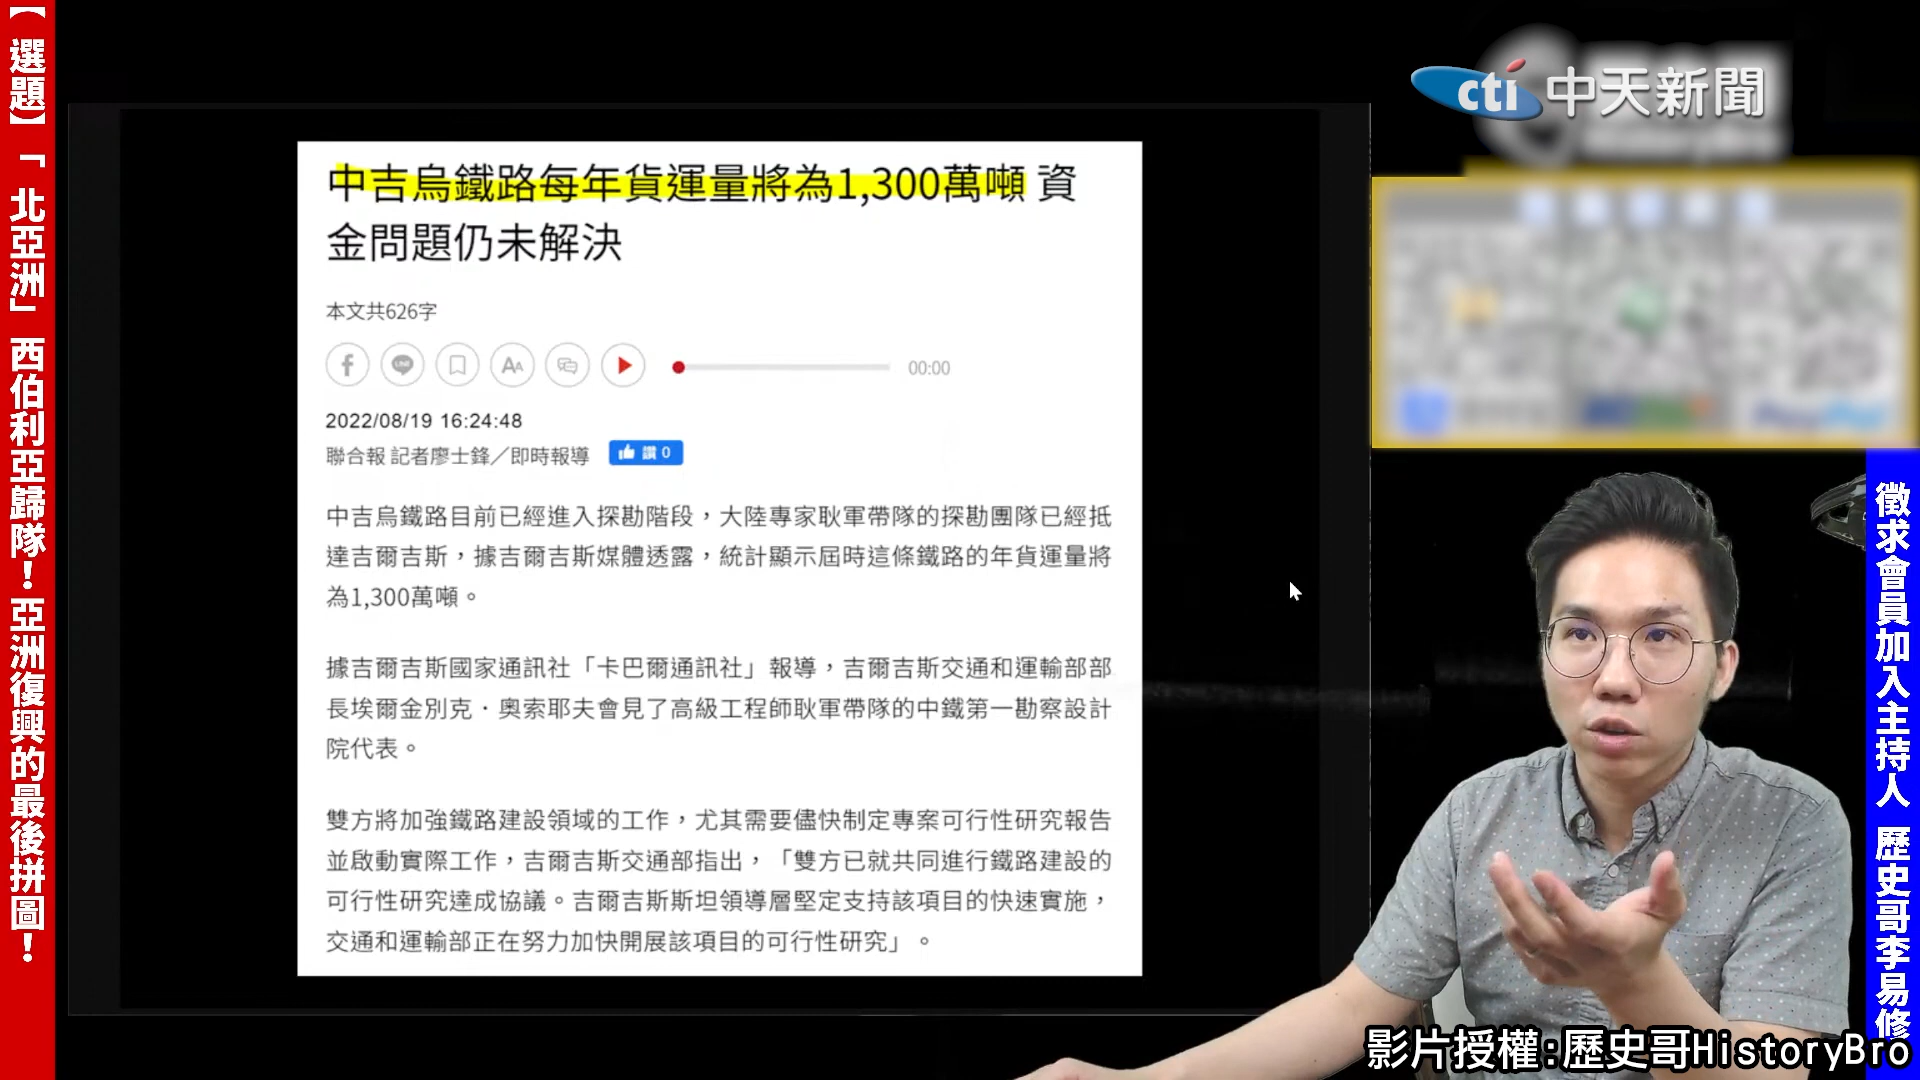 【選題】「北亞洲」西伯利亞歸隊！亞洲復興的最後拼圖！
cti 中天新聞
中吉烏鐵路每年貨運量將為1,300萬噸 資
金問題仍未解決
本文共626字
f LINE AA 00:00
2022/08/19 16:24:48
聯合報 記者廖士鋒／即時報導 讚 0
中吉烏鐵路目前已經進入探勘階段，大陸專家耿軍帶隊的探勘團隊已經抵
達吉爾吉斯，據吉爾吉斯媒體透露，統計顯示屆時這條鐵路的年貨運量將
為1,300萬噸。
據吉爾吉斯國家通訊社「卡巴爾通訊社」報導，吉爾吉斯交通和運輸部部
長埃爾金別克．奧索耶夫會見了高級工程師耿軍帶隊的中鐵第一勘察設計
院代表。
雙方將加強鐵路建設領域的工作，尤其需要儘快制定專案可行性研究報告
並啟動實際工作，吉爾吉斯交通部指出，「雙方已就共同進行鐵路建設的
可行性研究達成協議。吉爾吉斯斯坦領導層堅定支持該項目的快速實施，
交通和運輸部正在努力加快開展該項目的可行性研究」。
徵求會員加入主持人 歷史哥李易修
影片授權:歷史哥HistoryBro